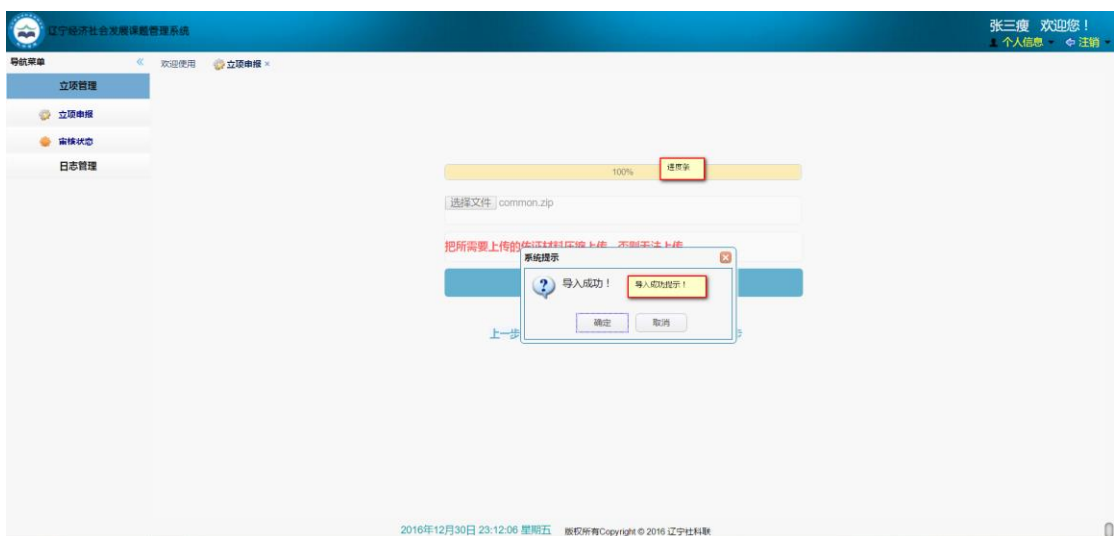 辽宁经济社会发展课题管理系统
张三瘦 欢迎您！
个人信息 注销
导航菜单
欢迎使用 立项申报 ×
立项管理
立项申报
审核状态
日志管理
100%
进度条
选择文件 common.zip
把所需要上传的佐证材料压缩上传，否则无法上传
系统提示
导入成功！
导入成功提示！
确定 取消
上一步
2016年12月30日 23:12:06 星期五 版权所有Copyright © 2016 辽宁社科联